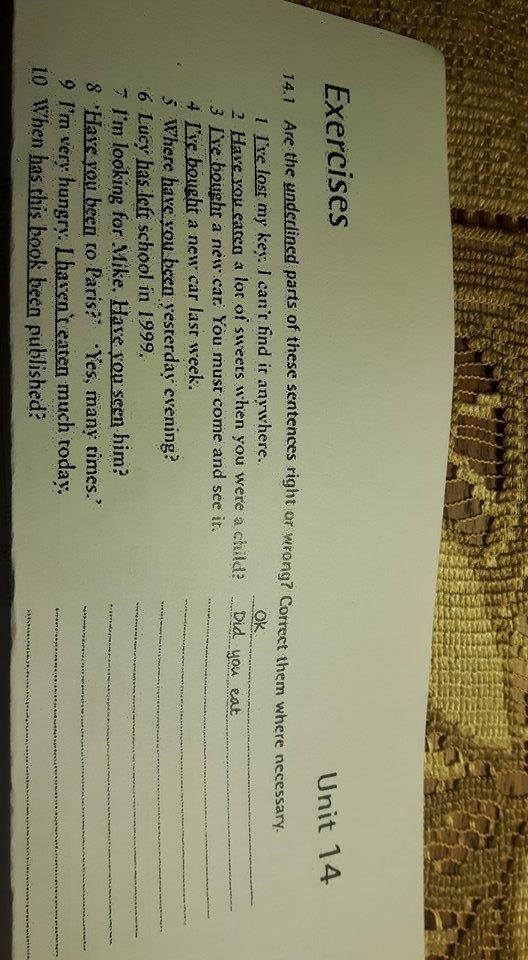 Exercises Unit 14
14.1 Are the underlined parts of these sentences right or wrong? Correct them where necessary.
1 I've lost my key. I can't find it anywhere. OK
2 Have you eaten a lot of sweets when you were a child? Did you eat
3 I've bought a new car. You must come and see it.
4 I've bought a new car last week.
5 Where have you been yesterday evening?
6 Lucy has left school in 1999.
7 I'm looking for Mike. Have you seen him?
8 'Have you been to Paris?' 'Yes, many times.'
9 I'm very hungry. I haven't eaten much today.
10 When has this book been published?